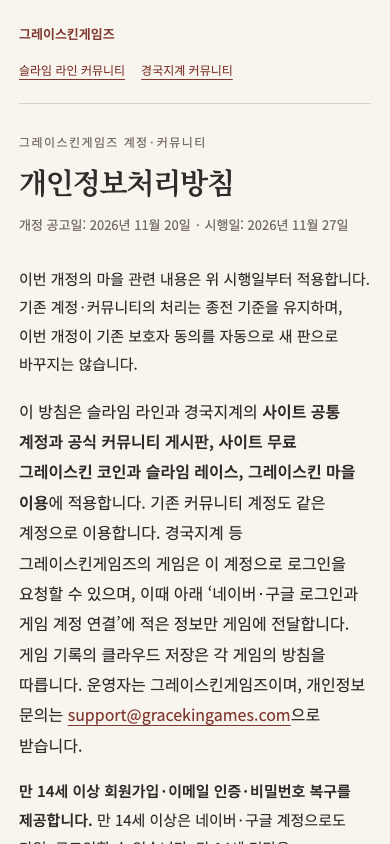 그레이스킨게임즈
슬라임 라인 커뮤니티 경국지계 커뮤니티
그레이스킨게임즈 계정·커뮤니티
개인정보처리방침
개정 공고일: 2026년 11월 20일 · 시행일: 2026년 11월 27일
이번 개정의 마을 관련 내용은 위 시행일부터 적용합니다.
기존 계정·커뮤니티의 처리는 종전 기준을 유지하며,
이번 개정이 기존 보호자 동의를 자동으로 새 판으로
바꾸지는 않습니다.
이 방침은 슬라임 라인과 경국지계의 사이트 공통
계정과 공식 커뮤니티 게시판, 사이트 무료
그레이스킨 코인과 슬라임 레이스, 그레이스킨 마을
이용에 적용합니다. 기존 커뮤니티 계정도 같은
계정으로 이용합니다. 경국지계 등
그레이스킨게임즈의 게임은 이 계정으로 로그인을
요청할 수 있으며, 이때 아래 ‘네이버·구글 로그인과
게임 계정 연결’에 적은 정보만 게임에 전달합니다.
게임 기록의 클라우드 저장은 각 게임의 방침을
따릅니다. 운영자는 그레이스킨게임즈이며, 개인정보
문의는 support@gracekingames.com으로
받습니다.
만 14세 이상 회원가입·이메일 인증·비밀번호 복구를
제공합니다. 만 14세 이상은 네이버·구글 계정으로도